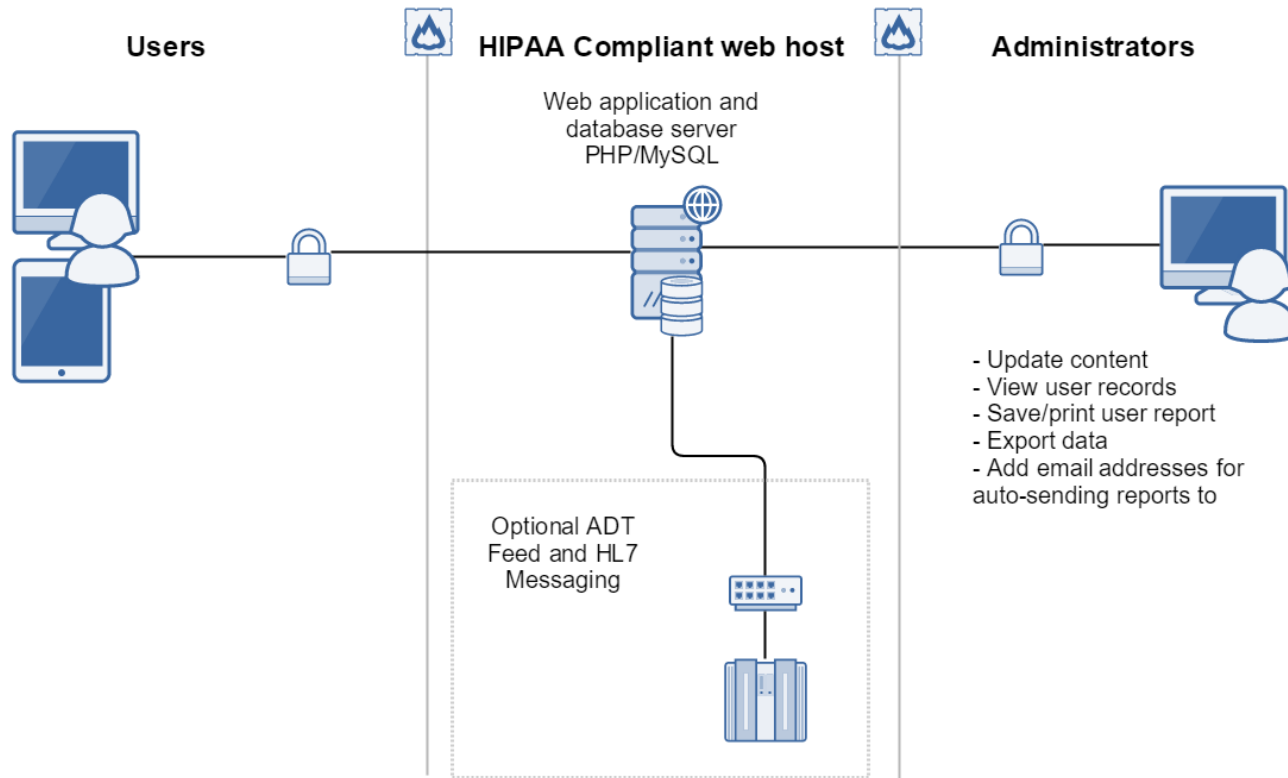 Users
HIPAA Compliant web host
Administrators
Web application and
database server
PHP/MySQL
- Update content
- View user records
- Save/print user report
- Export data
- Add email addresses for
auto-sending reports to
Optional ADT
Feed and HL7
Messaging